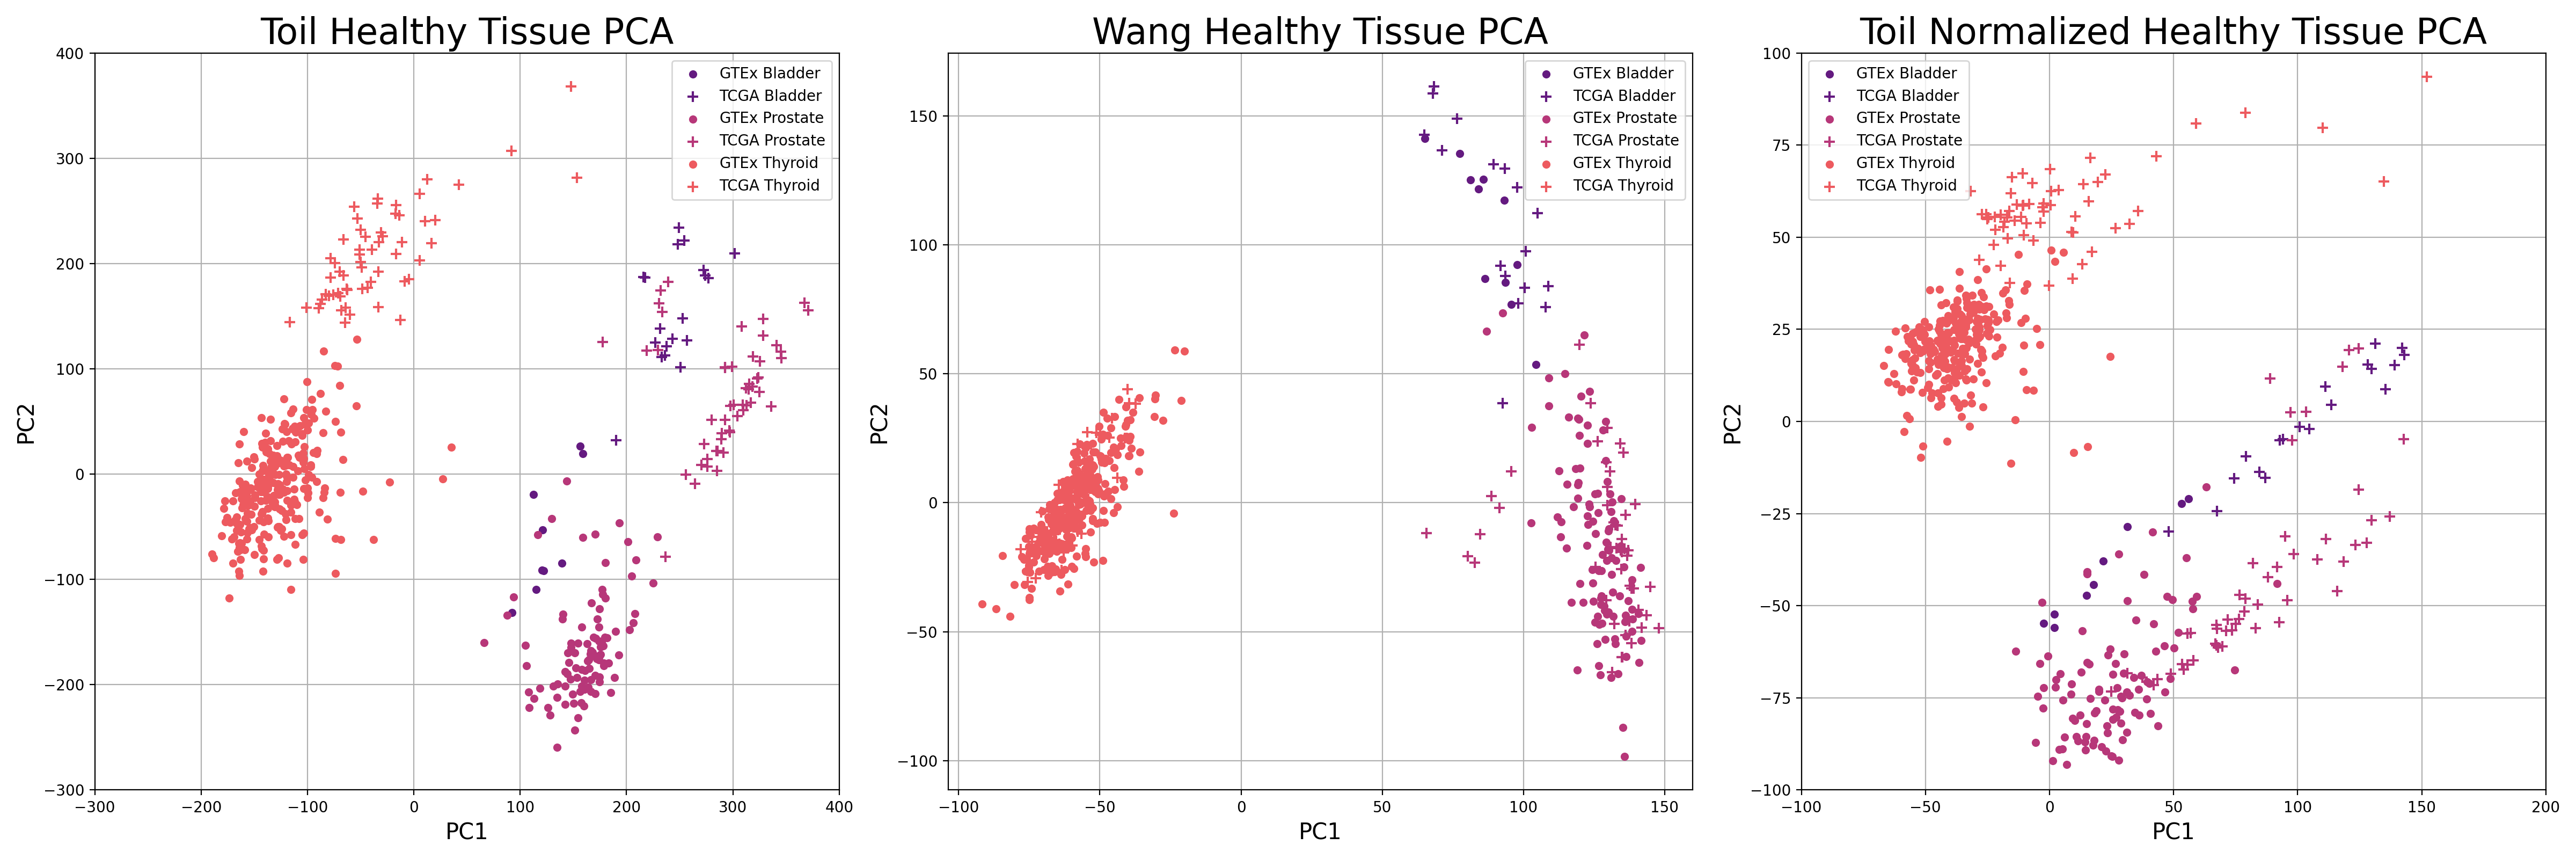 Toil Healthy Tissue PCA
400
300
200
100
0
−100
−200
−300
−300
−200
−100
0
100
200
300
400
PC1
PC2
GTEx Bladder
TCGA Bladder
GTEx Prostate
TCGA Prostate
GTEx Thyroid
TCGA Thyroid
Wang Healthy Tissue PCA
150
100
50
0
−50
−100
−100
−50
0
50
100
150
PC1
PC2
GTEx Bladder
TCGA Bladder
GTEx Prostate
TCGA Prostate
GTEx Thyroid
TCGA Thyroid
Toil Normalized Healthy Tissue PCA
100
75
50
25
0
−25
−50
−75
−100
−100
−50
0
50
100
150
200
PC1
PC2
GTEx Bladder
TCGA Bladder
GTEx Prostate
TCGA Prostate
GTEx Thyroid
TCGA Thyroid